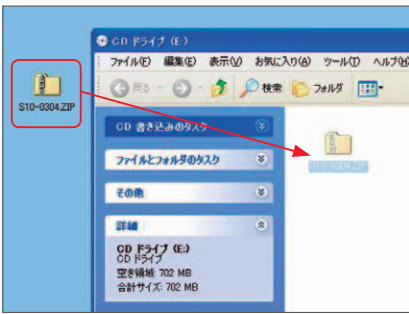 CD ドライブ (E:)
ファイル(F) 編集(E) 表示(V) お気に入り(A) ツール(T) ヘルプ(H)
戻る 検索 フォルダ
S10-0304.ZIP
CD 書き込みのタスク
ファイルとフォルダのタスク
S10-0304.ZIP
その他
詳細
CD ドライブ (E:)
CD ドライブ
空き領域: 702 MB
合計サイズ: 702 MB